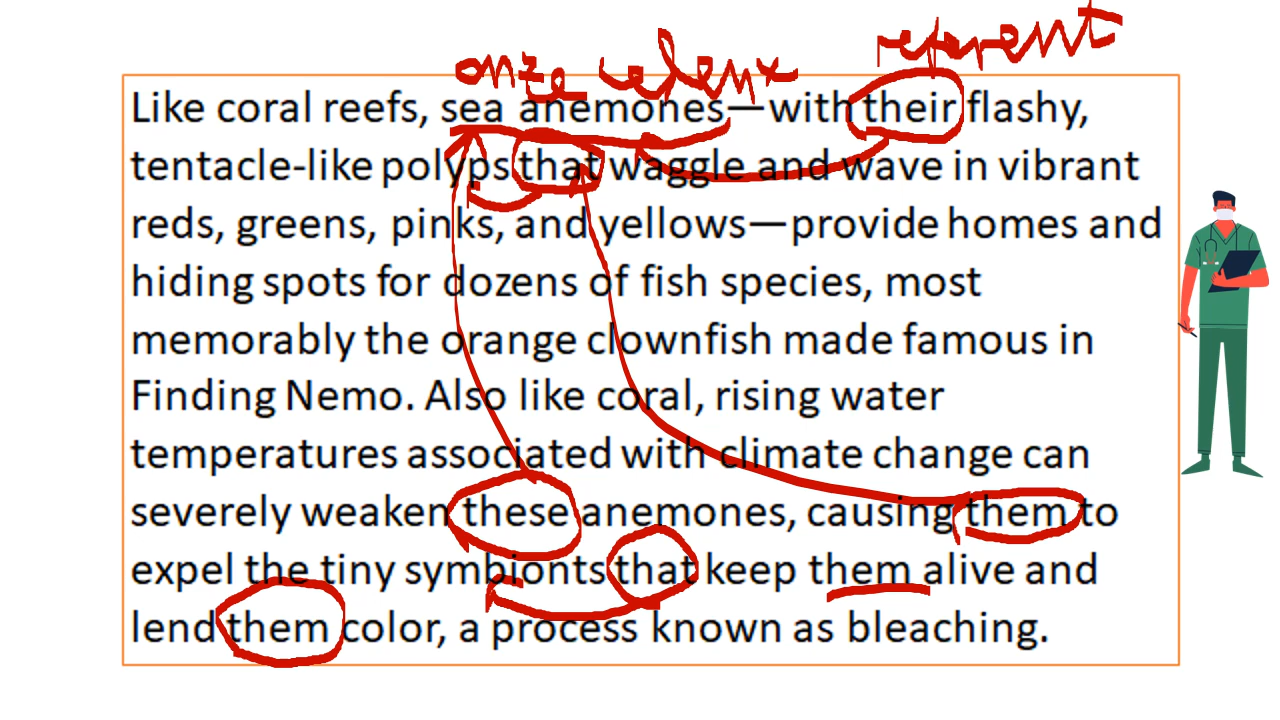 referent
Like coral reefs, sea anemones—with their flashy,
tentacle-like polyps that waggle and wave in vibrant
reds, greens, pinks, and yellows—provide homes and
hiding spots for dozens of fish species, most
memorably the orange clownfish made famous in
Finding Nemo. Also like coral, rising water
temperatures associated with climate change can
severely weaken these anemones, causing them to
expel the tiny symbionts that keep them alive and
lend them color, a process known as bleaching.